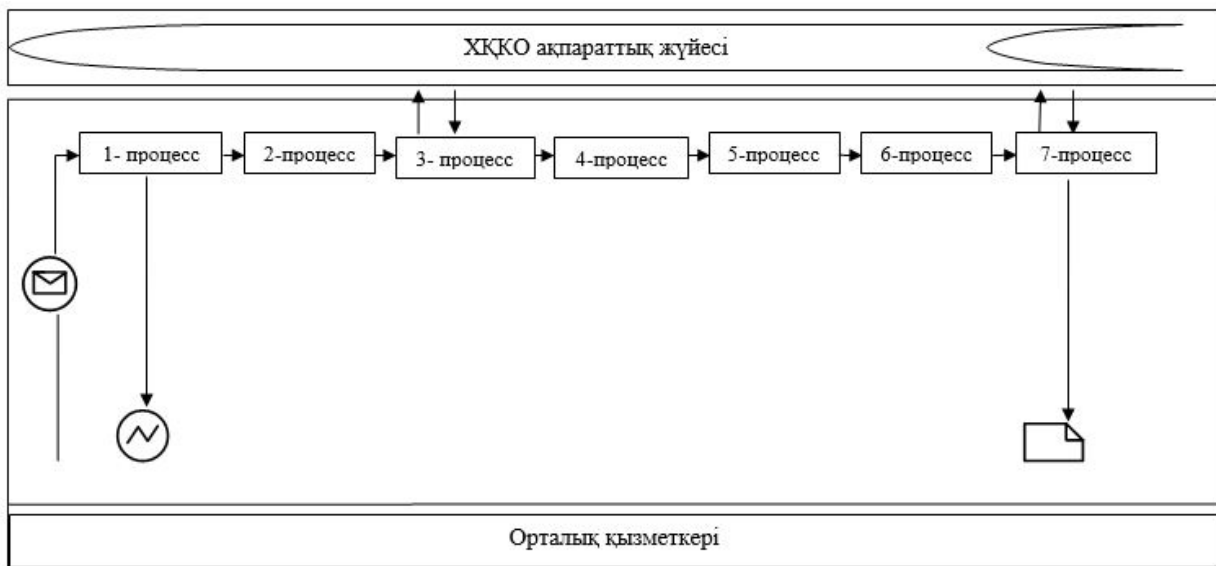 ХҚКО ақпараттық жүйесі
1- процесс
2-процесс
3- процесс
4-процесс
5-процесс
6-процесс
7-процесс
Орталық қызметкері